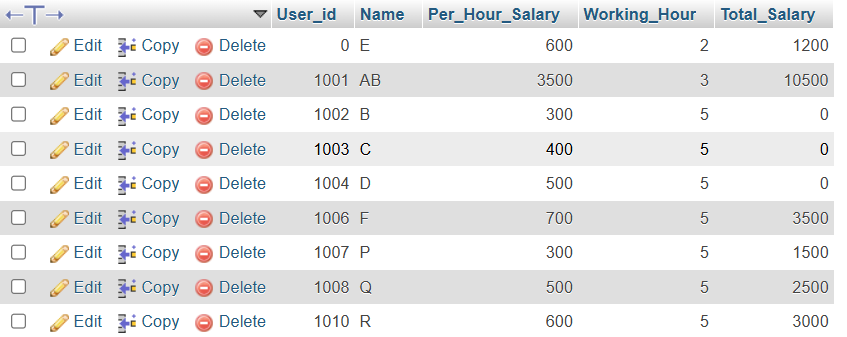 User_id Name Per_Hour_Salary Working_Hour Total_Salary
Edit Copy Delete 0 E 600 2 1200
Edit Copy Delete 1001 AB 3500 3 10500
Edit Copy Delete 1002 B 300 5 0
Edit Copy Delete 1003 C 400 5 0
Edit Copy Delete 1004 D 500 5 0
Edit Copy Delete 1006 F 700 5 3500
Edit Copy Delete 1007 P 300 5 1500
Edit Copy Delete 1008 Q 500 5 2500
Edit Copy Delete 1010 R 600 5 3000